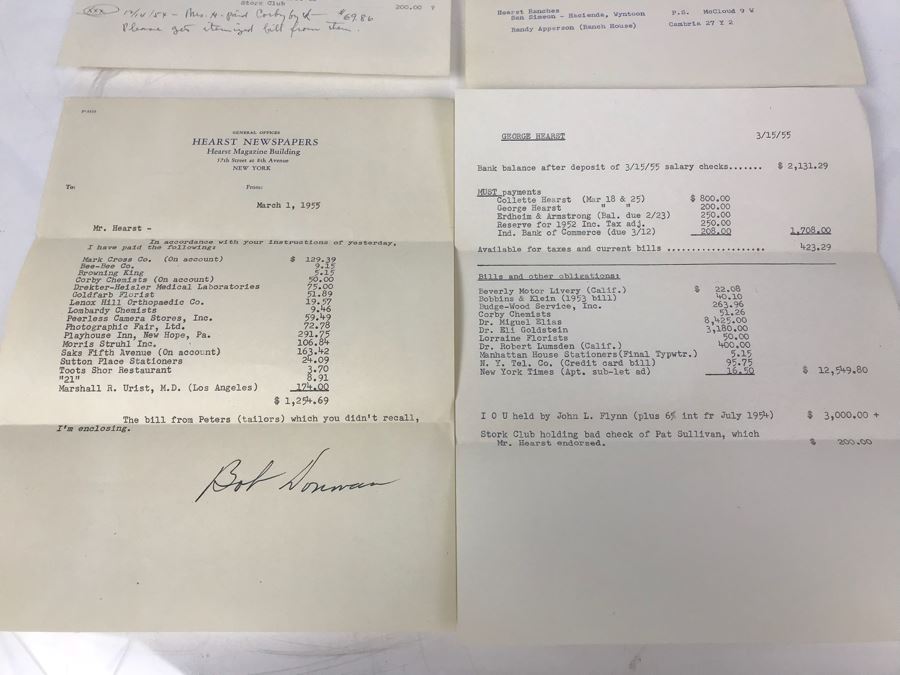 Stork Club 200.00 ?
(xxx) 12/10/54 - Mrs. H. paid Corby by ck $69.86
Please get itemized bill from them.
Hearst Ranches P.S. McCloud 9 W
San Simeon - Hacienda, Wyntoon
Randy Apperson (Ranch House) Cambria 27 Y 2
GENERAL OFFICES
HEARST NEWSPAPERS
Hearst Magazine Building
57th Street at 8th Avenue
NEW YORK
To: From:
March 1, 1955
Mr. Hearst -
In accordance with your instructions of yesterday,
I have paid the following:
Mark Cross Co. (On account) $ 129.39
Bee-Bee Co. 9.15
Browning King 5.15
Corby Chemists (On account) 50.00
Drekter-Heisler Medical Laboratories 75.00
Goldfarb Florist 51.89
Lenox Hill Orthopaedic Co. 19.57
Lombardy Chemists 9.46
Peerless Camera Stores, Inc. 59.49
Photographic Fair, Ltd. 72.78
Playhouse Inn, New Hope, Pa. 291.75
Morris Struhl Inc. 106.84
Saks Fifth Avenue (On account) 163.42
Sutton Place Stationers 24.09
Toots Shor Restaurant 3.70
"21" 8.91
Marshall R. Urist, M.D. (Los Angeles) 174.00
$ 1,254.69
The bill from Peters (tailors) which you didn't recall,
I'm enclosing.
Bob
GEORGE HEARST 3/15/55
Bank balance after deposit of 3/15/55 salary checks....... $ 2,131.29
MUST payments
Collette Hearst (Mar 18 & 25) $ 800.00
George Hearst " " 200.00
Erdheim & Armstrong (Bal. due 2/23) 250.00
Reserve for 1952 Inc. Tax adj. 250.00
Ind. Bank of Commerce (due 3/12) 208.00 1,708.00
Available for taxes and current bills ................... 423.29
Bills and other obligations:
Beverly Motor Livery (Calif.) $ 22.08
Bobbins & Klein (1953 bill) 40.10
Budge-Wood Service, Inc. 263.96
Corby Chemists 51.26
Dr. Miguel Elias 8,425.00
Dr. Eli Goldstein 3,180.00
Lorraine Florists 50.00
Dr. Robert Lumsden (Calif.) 400.00
Manhattan House Stationers(Final Typwtr.) 5.15
N. Y. Tel. Co. (Credit card bill) 95.75
New York Times (Apt. sub-let ad) 16.50 $ 12,549.80
I O U held by John L. Flynn (plus 6% int fr July 1954) $ 3,000.00 +
Stork Club holding bad check of Pat Sullivan, which
Mr. Hearst endorsed. $ 200.00